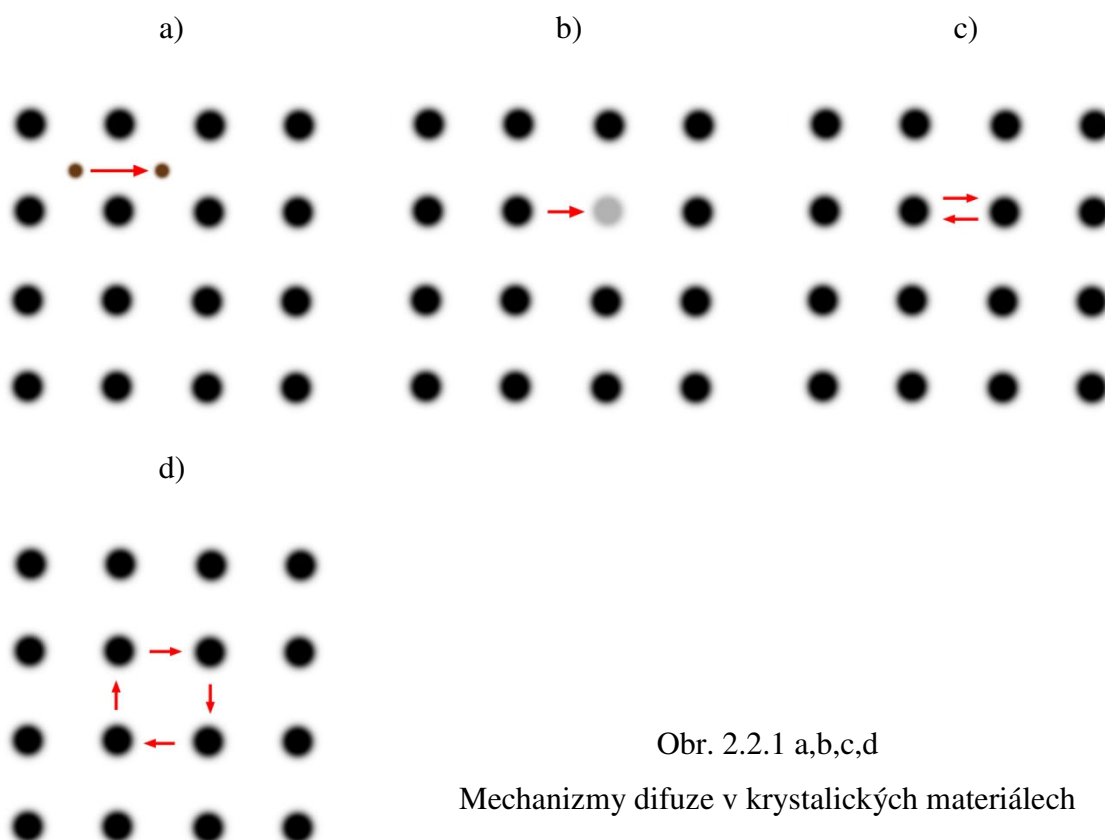 a)
b)
c)
d)
Obr. 2.2.1 a,b,c,d
Mechanizmy difuze v krystalických materiálech